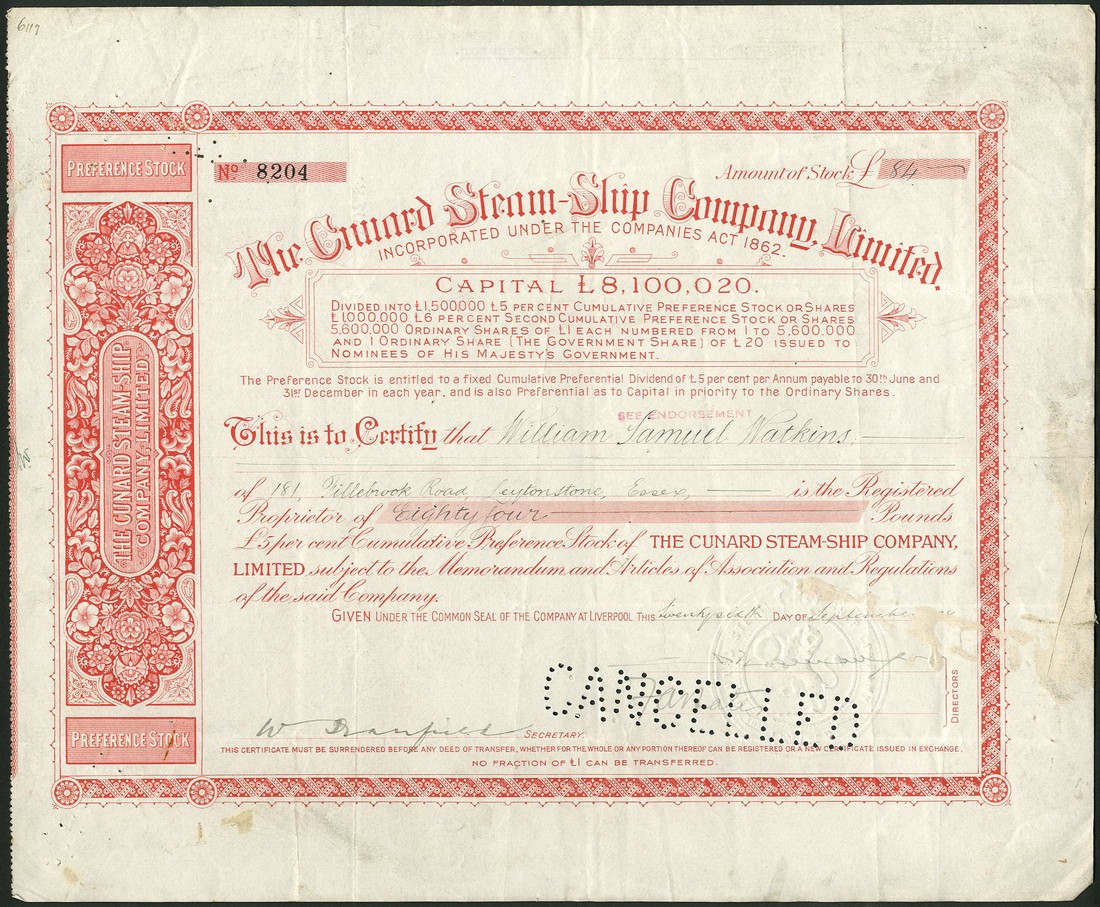 6117
PREFERENCE STOCK
No 8204
Amount of Stock £ 84
The Cunard Steam-Ship Company, Limited.
INCORPORATED UNDER THE COMPANIES ACT 1862.
CAPITAL £8,100,020.
DIVIDED INTO £1500000 £5 PER CENT CUMULATIVE PREFERENCE STOCK OR SHARES
£1000000 £6 PER CENT SECOND CUMULATIVE PREFERENCE STOCK OR SHARES
5,600,000 ORDINARY SHARES OF £1 EACH NUMBERED FROM 1 TO 5,600,000
AND 1 ORDINARY SHARE (THE GOVERNMENT SHARE) OF £20 ISSUED TO
NOMINEES OF HIS MAJESTY'S GOVERNMENT.
The Preference Stock is entitled to a fixed Cumulative Preferential Dividend of £5 per cent per Annum payable to 30th June and
31st December in each year, and is also Preferential as to Capital in priority to the Ordinary Shares.
SEE ENDORSEMENT
This is to Certify that William Samuel Watkins
of 181, Fillebrook Road, Leytonstone, Essex, is the Registered
Proprietor of Eighty four Pounds
£5 per cent Cumulative Preference Stock of THE CUNARD STEAM-SHIP COMPANY,
LIMITED subject to the Memorandum and Articles of Association and Regulations
of the said Company.
GIVEN UNDER THE COMMON SEAL OF THE COMPANY AT LIVERPOOL THIS twenty sixth DAY OF September
DIRECTORS
CANCELLED
SECRETARY.
THIS CERTIFICATE MUST BE SURRENDERED BEFORE ANY DEED OF TRANSFER, WHETHER FOR THE WHOLE OR ANY PORTION THEREOF CAN BE REGISTERED OR A NEW CERTIFICATE ISSUED IN EXCHANGE.
NO FRACTION OF £1 CAN BE TRANSFERRED.
THE CUNARD STEAM-SHIP
COMPANY, LIMITED.
PREFERENCE STOCK